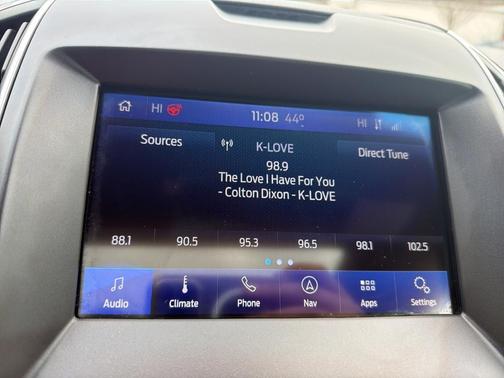 HI 11:08 44° HI
Sources K-LOVE Direct Tune
98.9
The Love I Have For You
- Colton Dixon - K-LOVE
88.1 90.5 95.3 96.5 98.1 102.5
Audio Climate Phone Nav Apps Settings